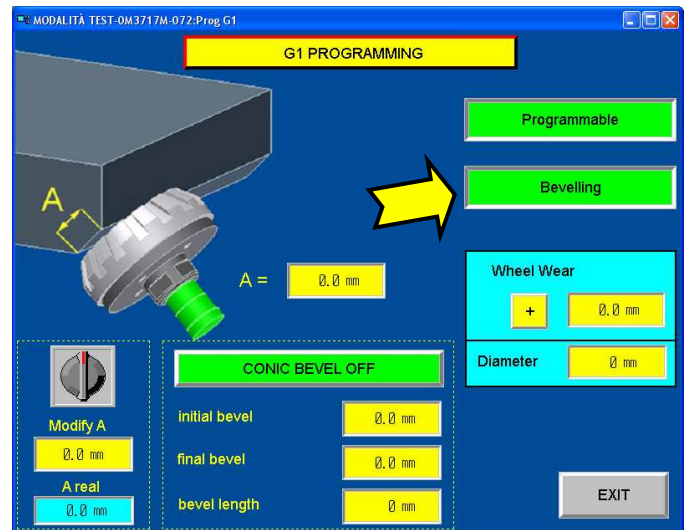 MODALITÀ TEST-0M3717M-072:Prog G1
G1 PROGRAMMING
Programmable
Bevelling
A
A = 0.0 mm
Wheel Wear
+ 0.0 mm
Diameter 0 mm
CONIC BEVEL OFF
initial bevel 0.0 mm
final bevel 0.0 mm
bevel length 0 mm
Modify A
0.0 mm
A real
0.0 mm
EXIT